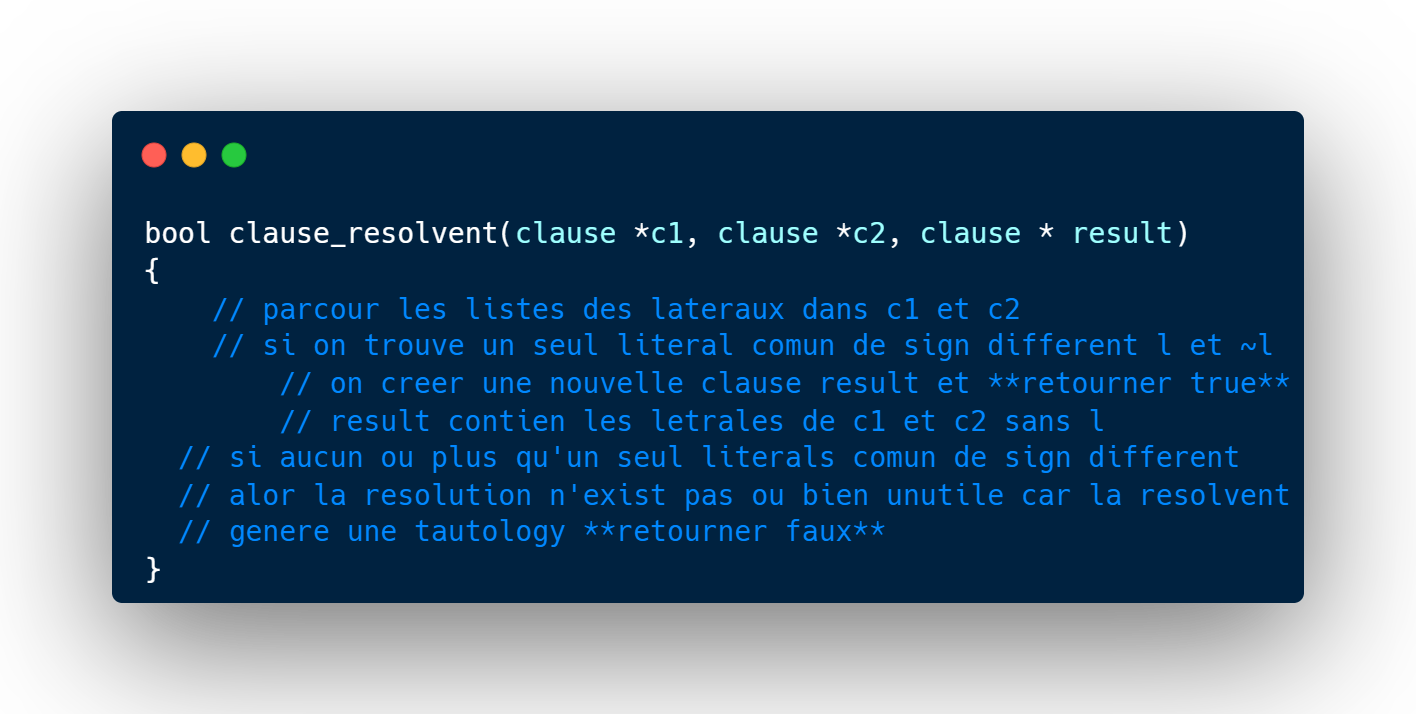 bool clause_resolvent(clause *c1, clause *c2, clause * result)
{
// parcour les listes des lateraux dans c1 et c2
// si on trouve un seul literal comun de sign different l et ~l
// on creer une nouvelle clause result et **retourner true**
// result contien les letrales de c1 et c2 sans l
// si aucun ou plus qu'un seul literals comun de sign different
// alor la resolution n'exist pas ou bien unutile car la resolvent
// genere une tautology **retourner faux**
}